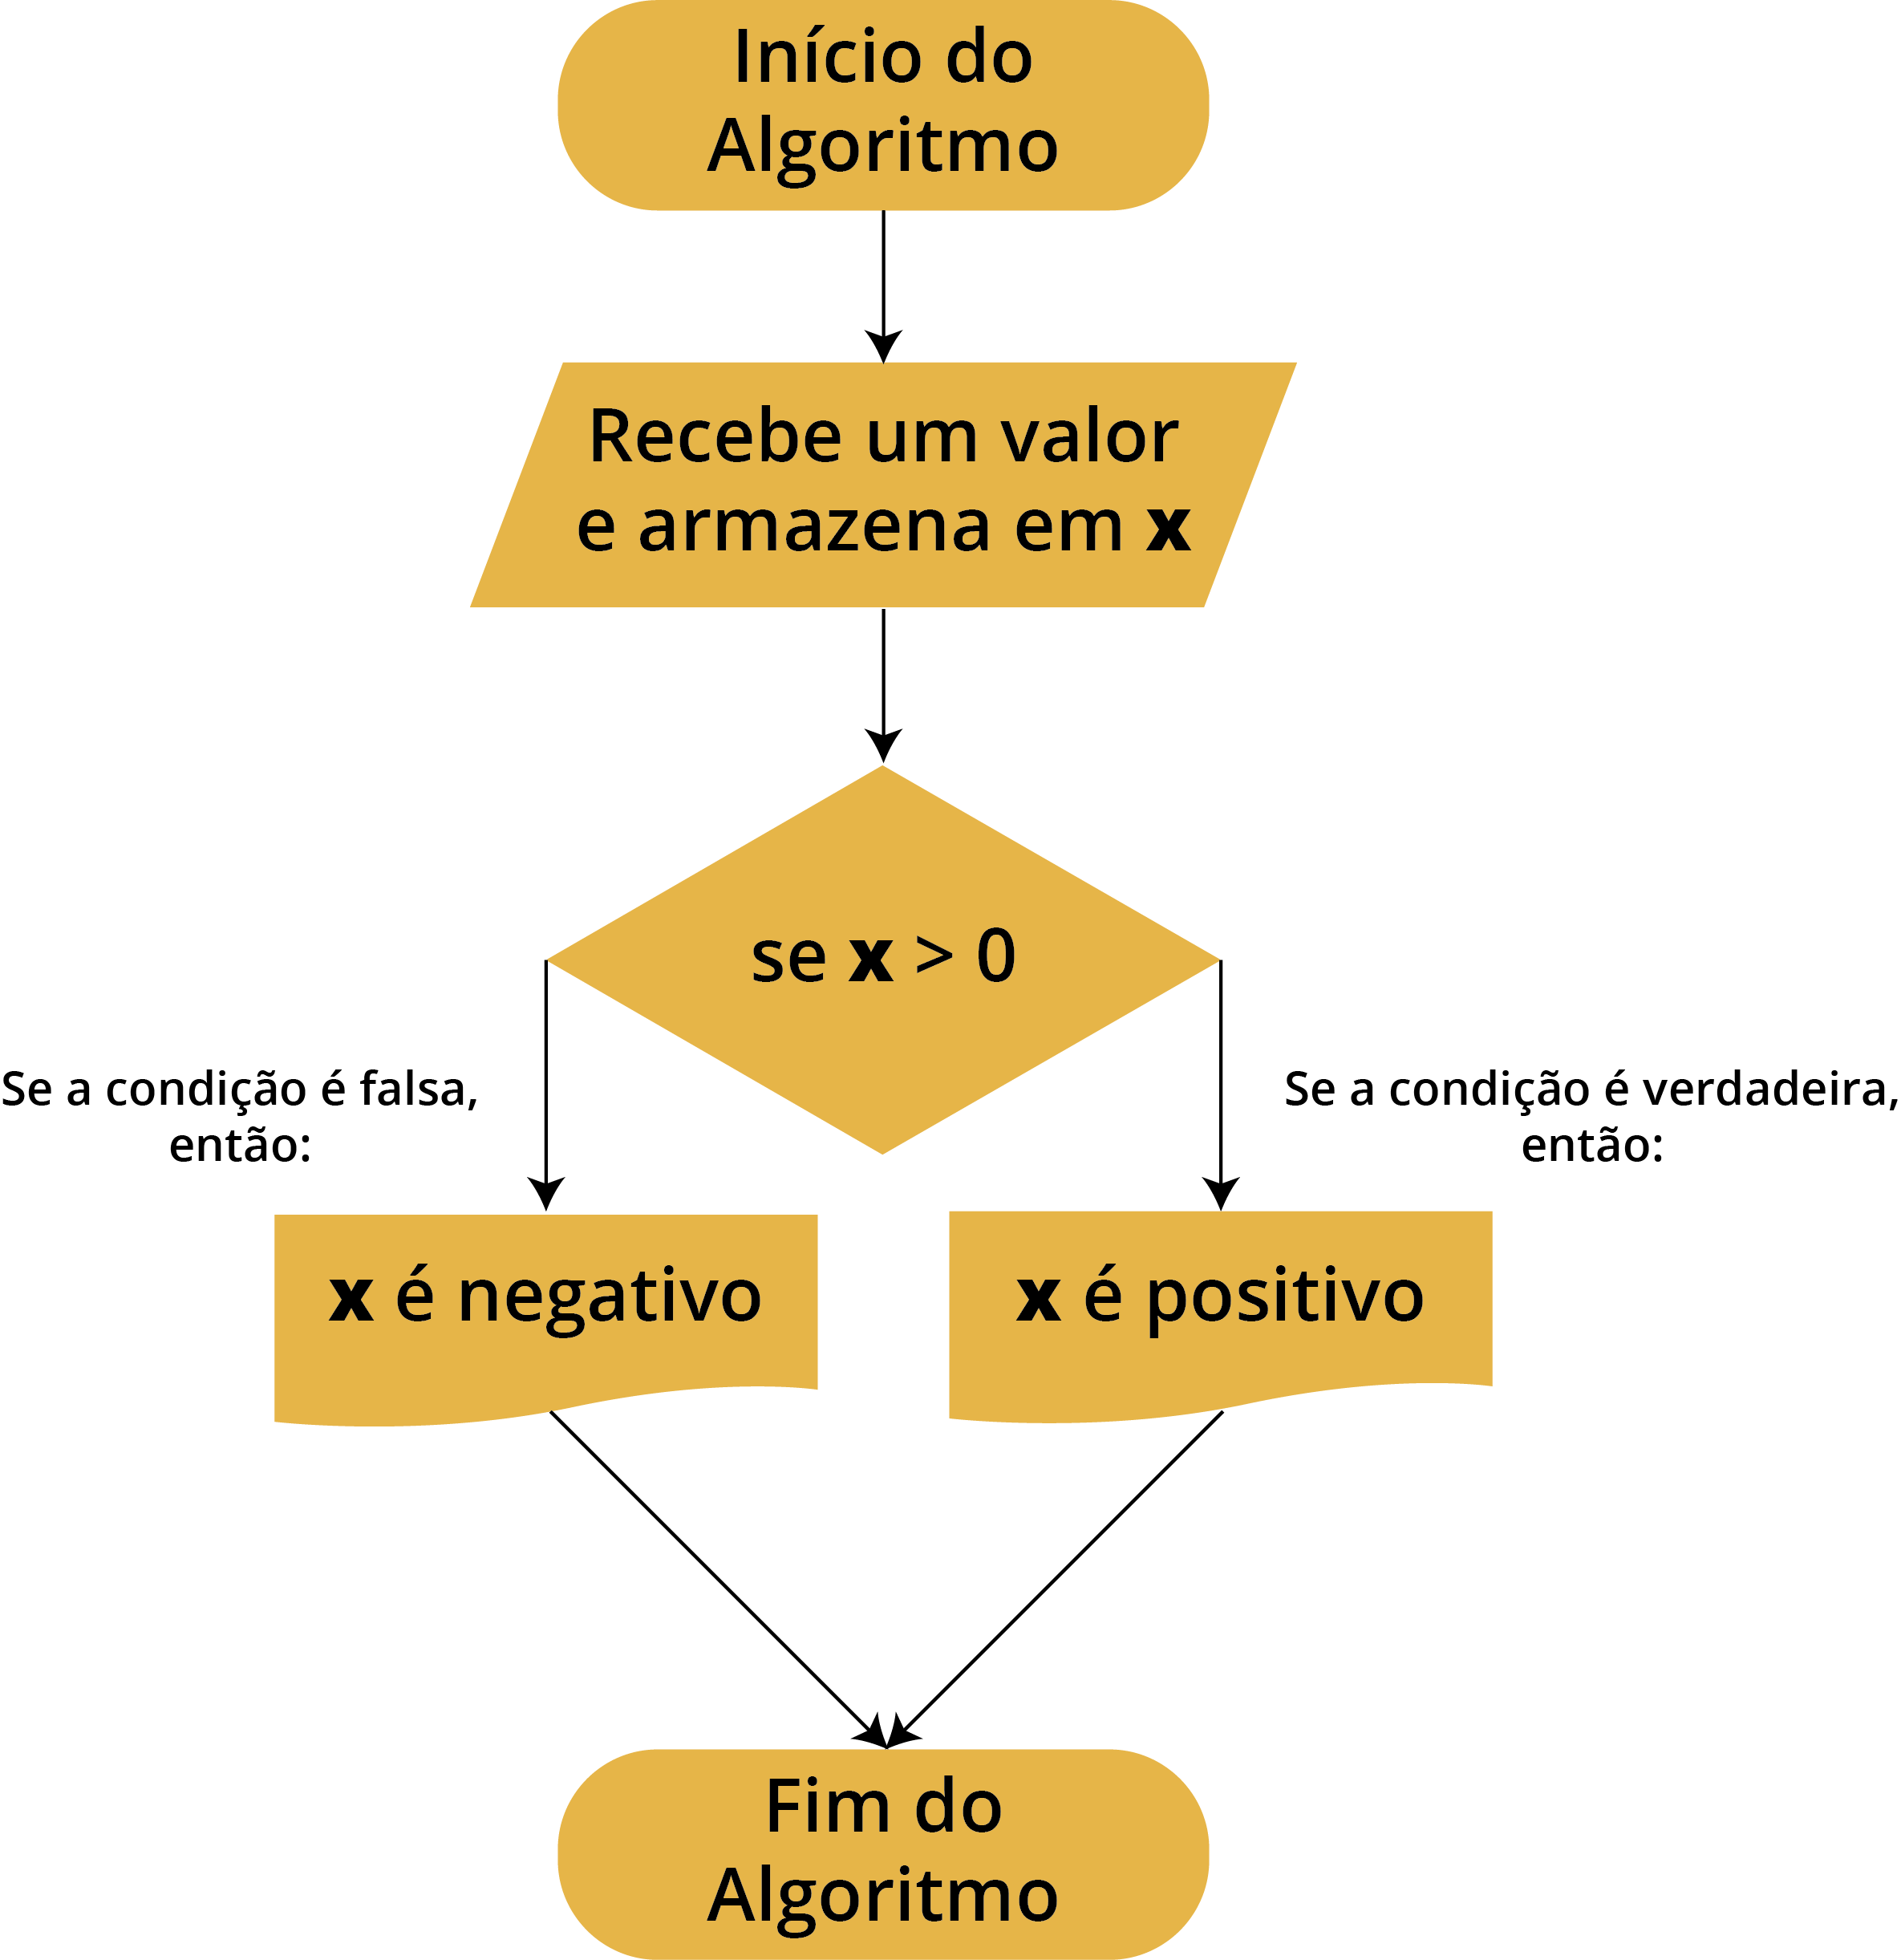 Início do
Algoritmo
Recebe um valor
e armazena em x
se x > 0
Se a condição é falsa,
então:
Se a condição é verdadeira,
então:
x é negativo
x é positivo
Fim do
Algoritmo